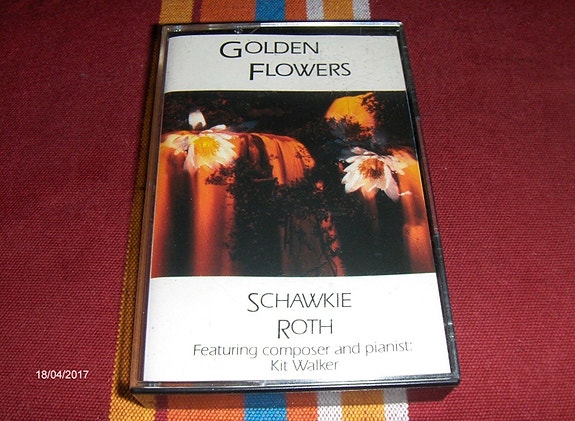 GOLDEN
FLOWERS
SCHAWKIE
ROTH
Featuring composer and pianist:
Kit Walker
18/04/2017